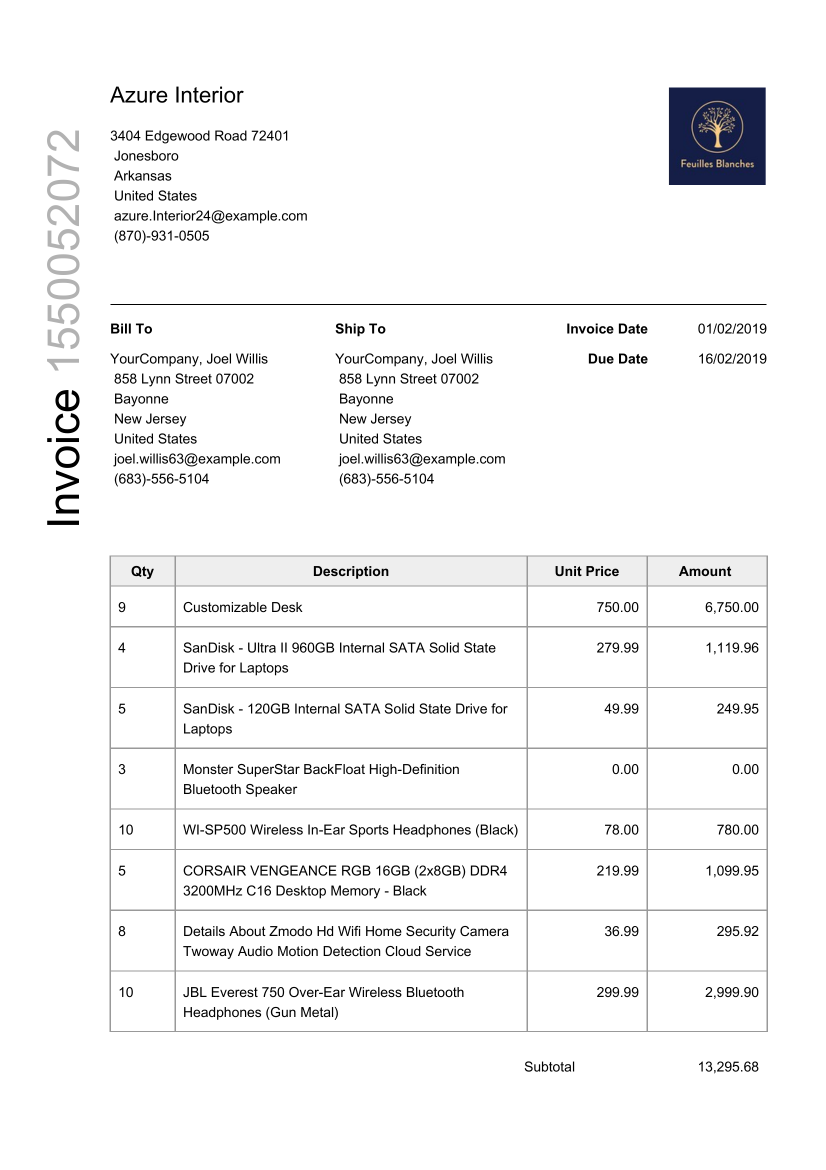 Azure Interior
3404 Edgewood Road 72401
Jonesboro
Arkansas
United States
azure.Interior24@example.com
(870)-931-0505
Feuilles Blanches
Invoice 1550052072
Bill To
YourCompany, Joel Willis
858 Lynn Street 07002
Bayonne
New Jersey
United States
joel.willis63@example.com
(683)-556-5104
Ship To
YourCompany, Joel Willis
858 Lynn Street 07002
Bayonne
New Jersey
United States
joel.willis63@example.com
(683)-556-5104
Invoice Date 01/02/2019
Due Date 16/02/2019
Qty Description Unit Price Amount
9 Customizable Desk 750.00 6,750.00
4 SanDisk - Ultra II 960GB Internal SATA Solid State 279.99 1,119.96
Drive for Laptops
5 SanDisk - 120GB Internal SATA Solid State Drive for 49.99 249.95
Laptops
3 Monster SuperStar BackFloat High-Definition 0.00 0.00
Bluetooth Speaker
10 WI-SP500 Wireless In-Ear Sports Headphones (Black) 78.00 780.00
5 CORSAIR VENGEANCE RGB 16GB (2x8GB) DDR4 219.99 1,099.95
3200MHz C16 Desktop Memory - Black
8 Details About Zmodo Hd Wifi Home Security Camera 36.99 295.92
Twoway Audio Motion Detection Cloud Service
10 JBL Everest 750 Over-Ear Wireless Bluetooth 299.99 2,999.90
Headphones (Gun Metal)
Subtotal 13,295.68